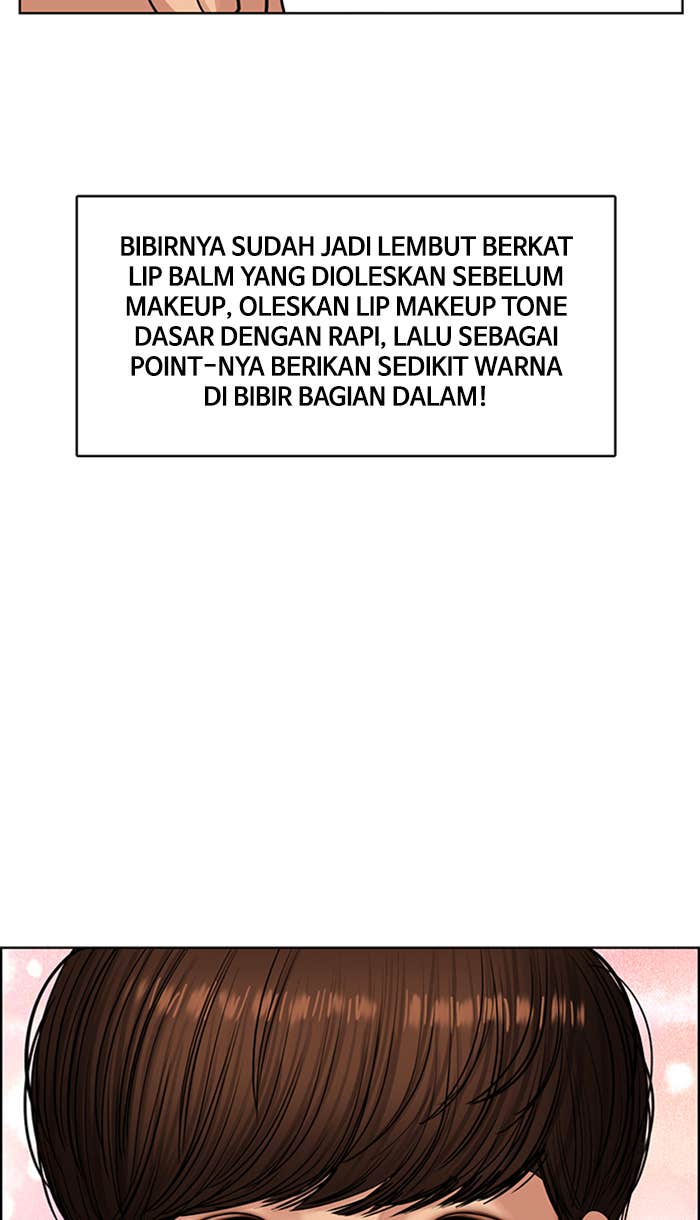 BIBIRNYA SUDAH JADI LEMBUT BERKAT
LIP BALM YANG DIOLESKAN SEBELUM
MAKEUP, OLESKAN LIP MAKEUP TONE
DASAR DENGAN RAPI, LALU SEBAGAI
POINT-NYA BERIKAN SEDIKIT WARNA
DI BIBIR BAGIAN DALAM!